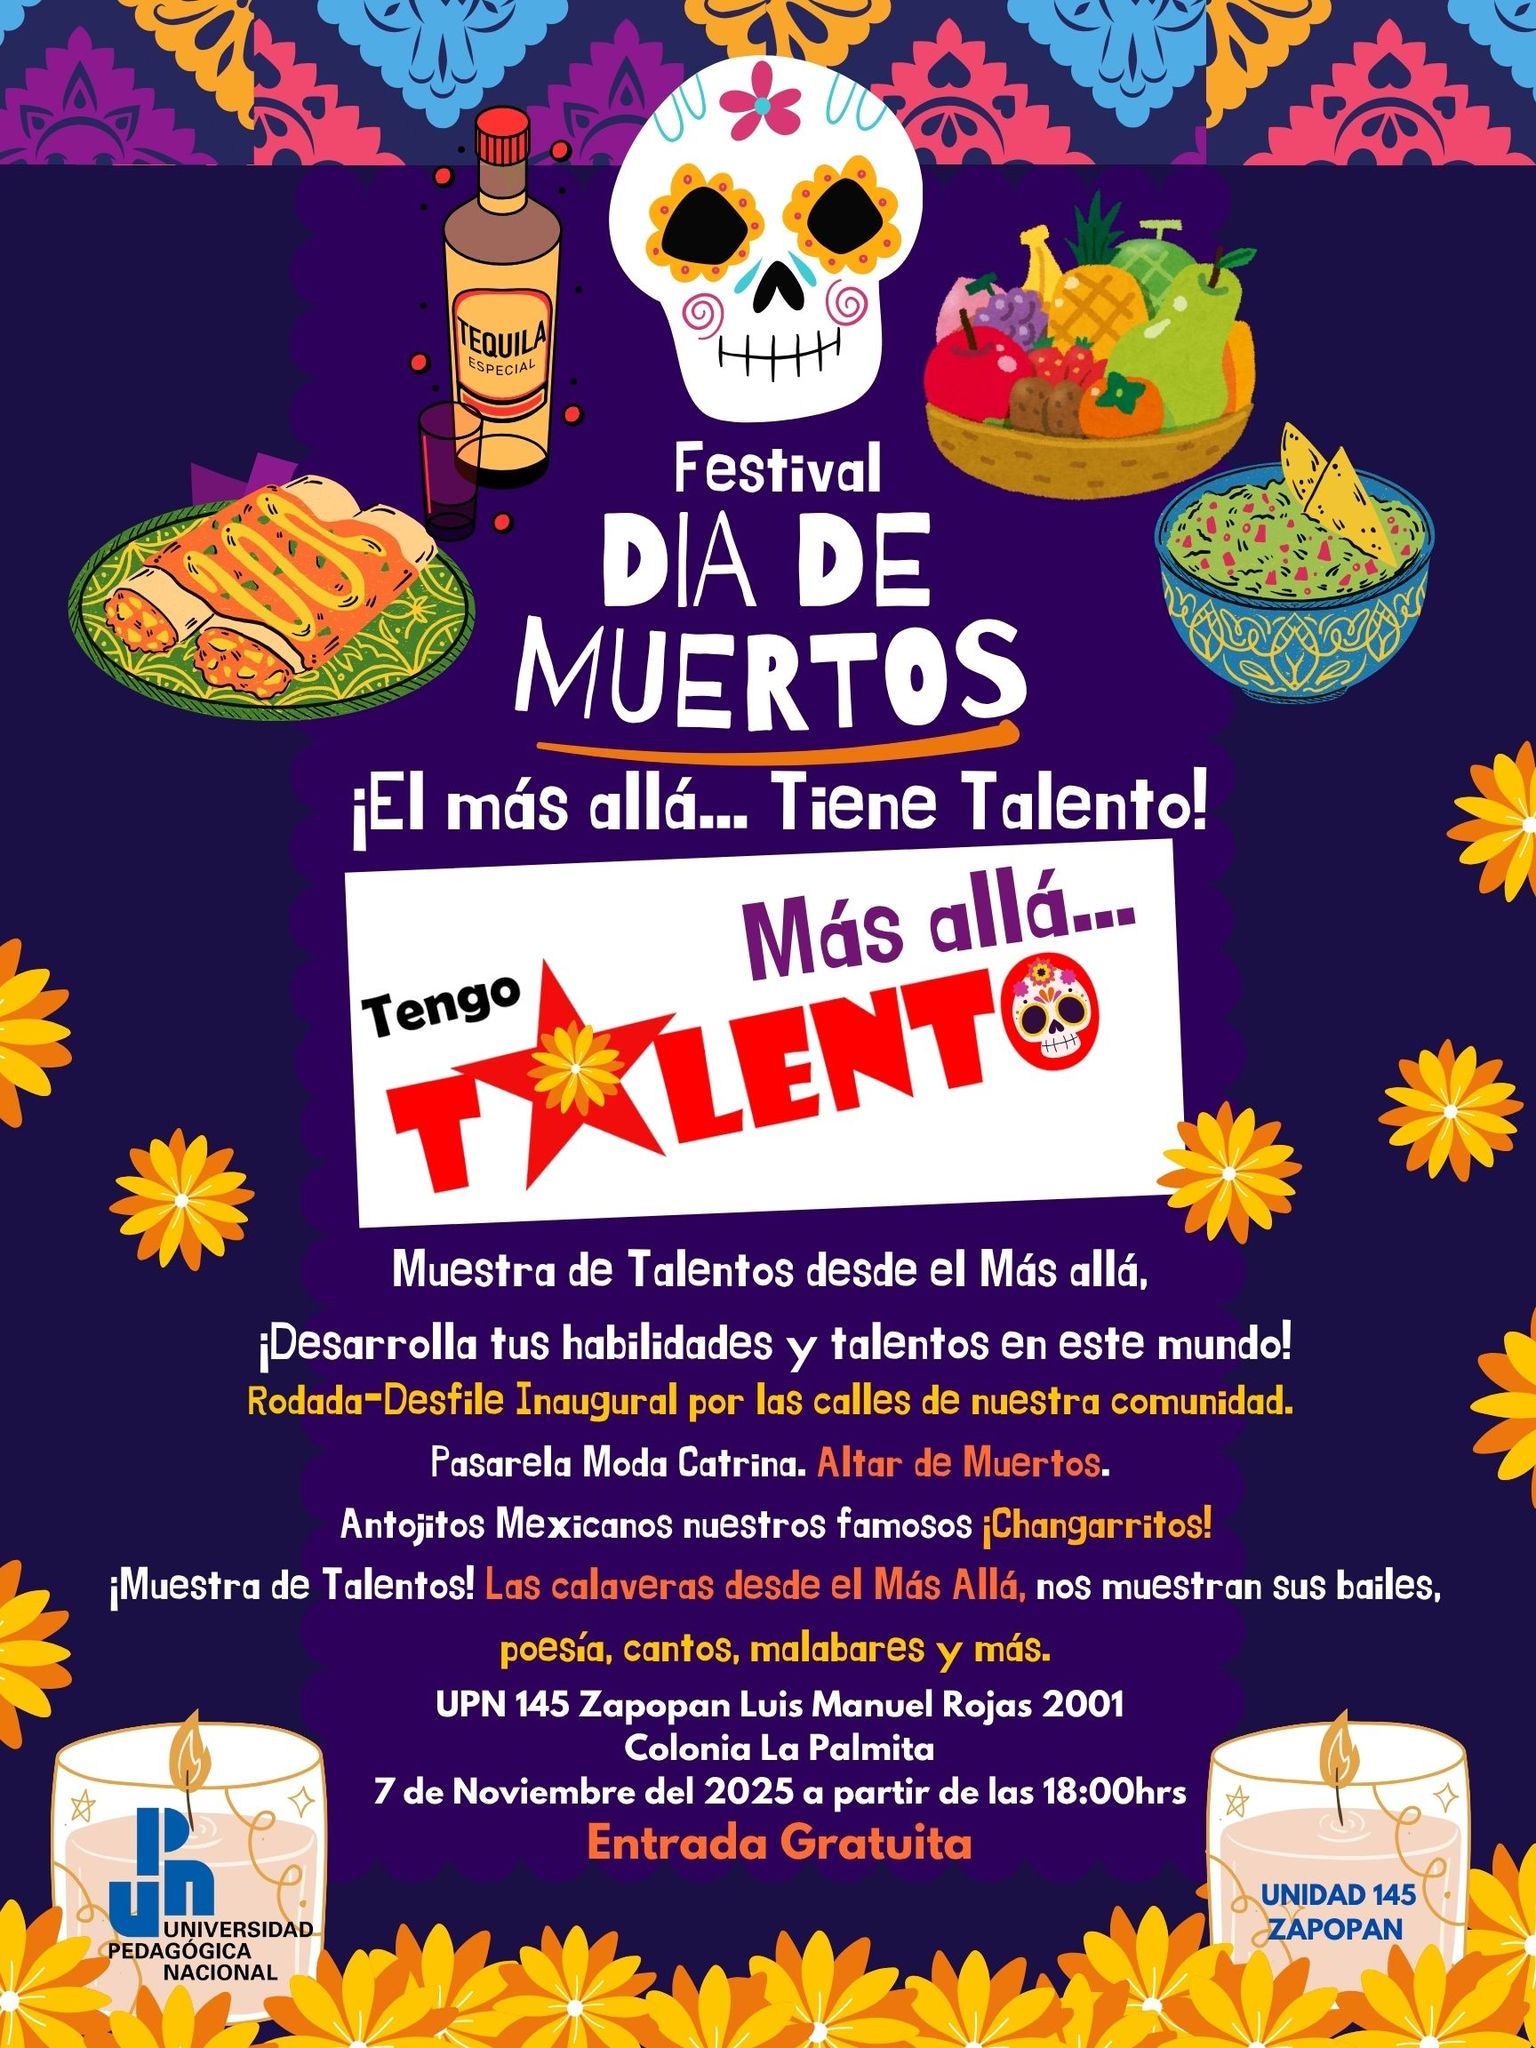 TEQUILA
ESPECIAL
Festival
DIA DE
MUERTOS
¡El más allá... Tiene Talento!
Más allá...
Tengo
TALENTO
Muestra de Talentos desde el Más allá,
¡Desarrolla tus habilidades y talentos en este mundo!
Rodada-Desfile Inaugural por las calles de nuestra comunidad.
Pasarela Moda Catrina. Altar de Muertos.
Antojitos Mexicanos nuestros famosos ¡Changarritos!
¡Muestra de Talentos! Las calaveras desde el Más Allá, nos muestran sus bailes,
poesía, cantos, malabares y más.
UPN 145 Zapopan Luis Manuel Rojas 2001
Colonia La Palmita
7 de Noviembre del 2025 a partir de las 18:00hrs
Entrada Gratuita
upn
UNIVERSIDAD
PEDAGÓGICA
NACIONAL
UNIDAD 145
ZAPOPAN